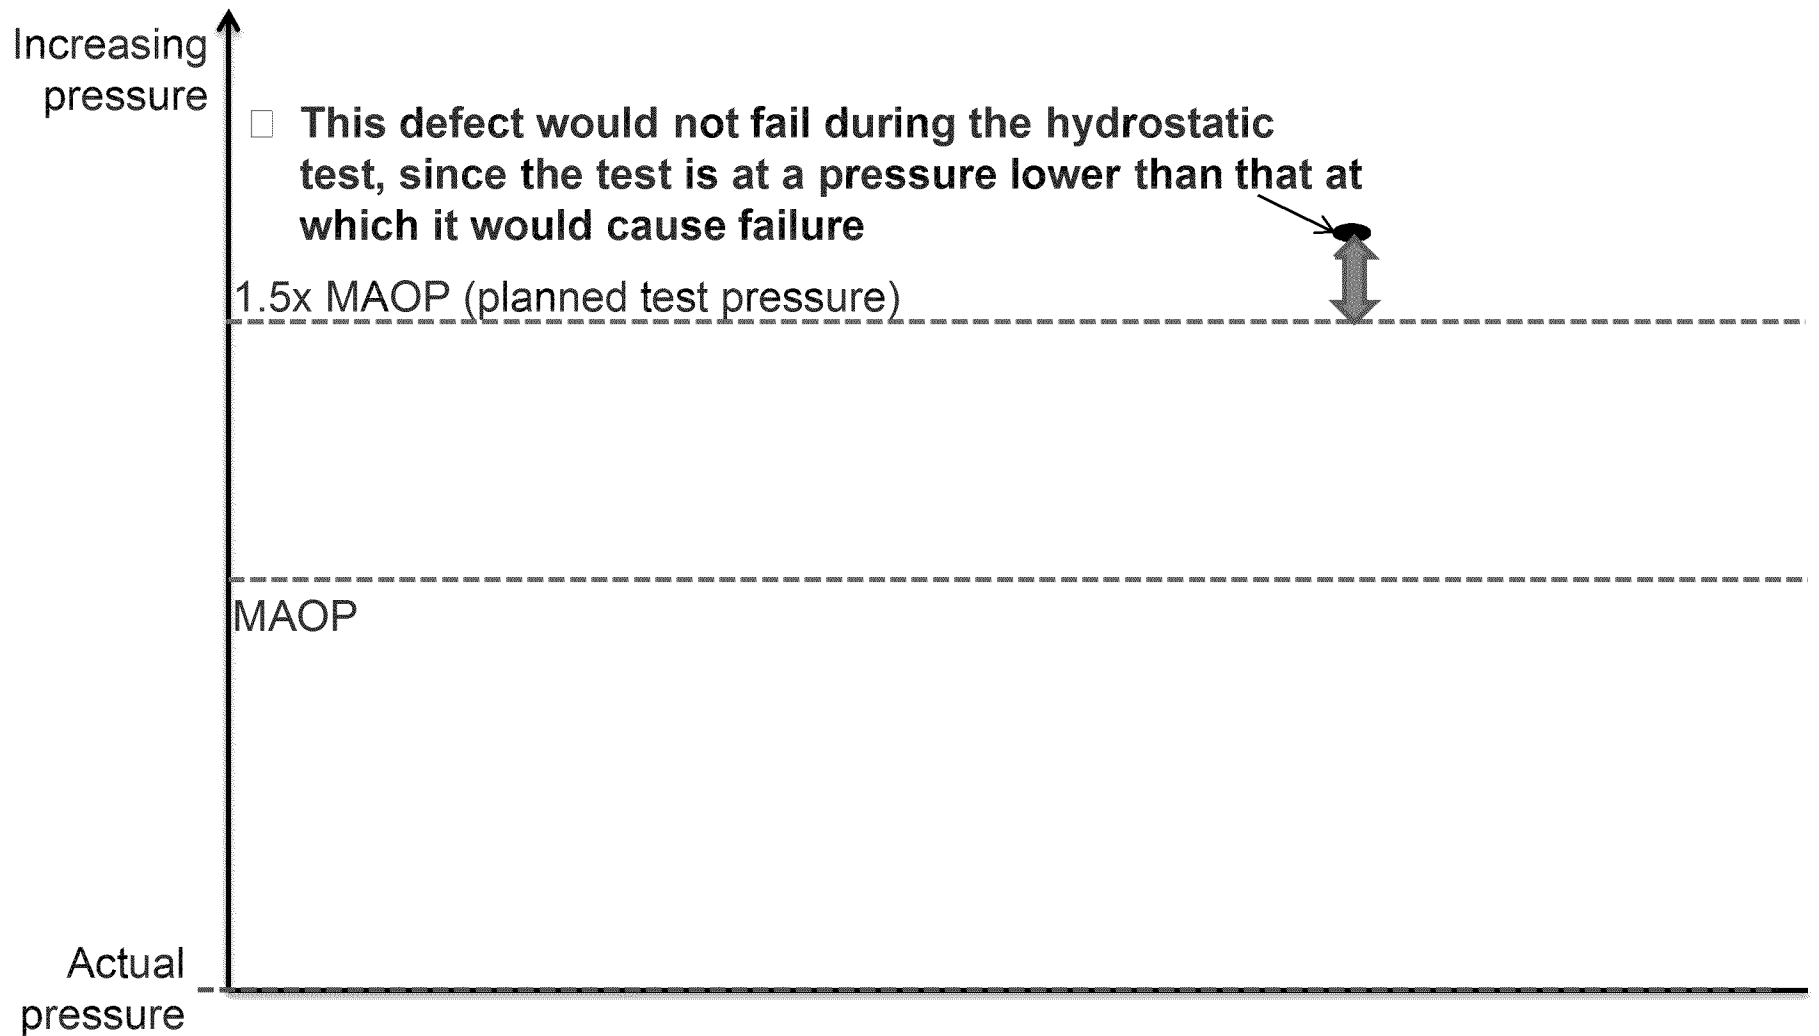 Increasing
pressure
This defect would not fail during the hydrostatic
test, since the test is at a pressure lower than that at
which it would cause failure
1.5x MAOP (planned test pressure)
MAOP
Actual
pressure